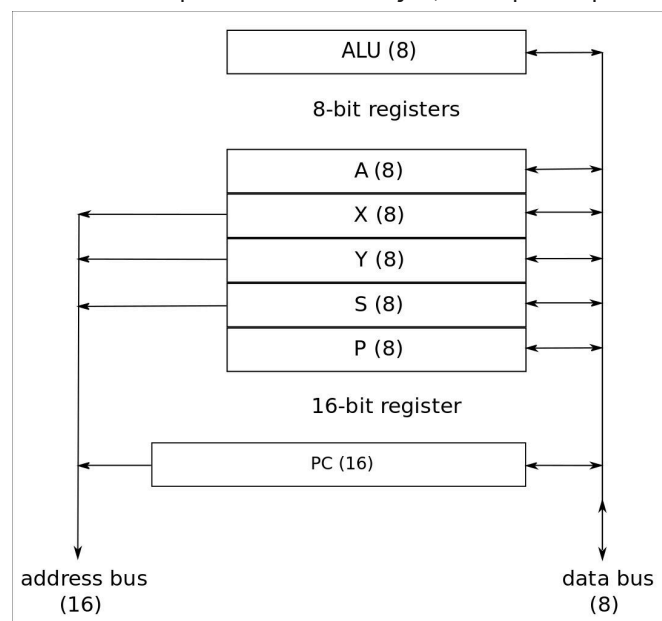 ALU (8)
8-bit registers
A (8)
X (8)
Y (8)
S (8)
P (8)
16-bit register
PC (16)
address bus
(16)
data bus
(8)